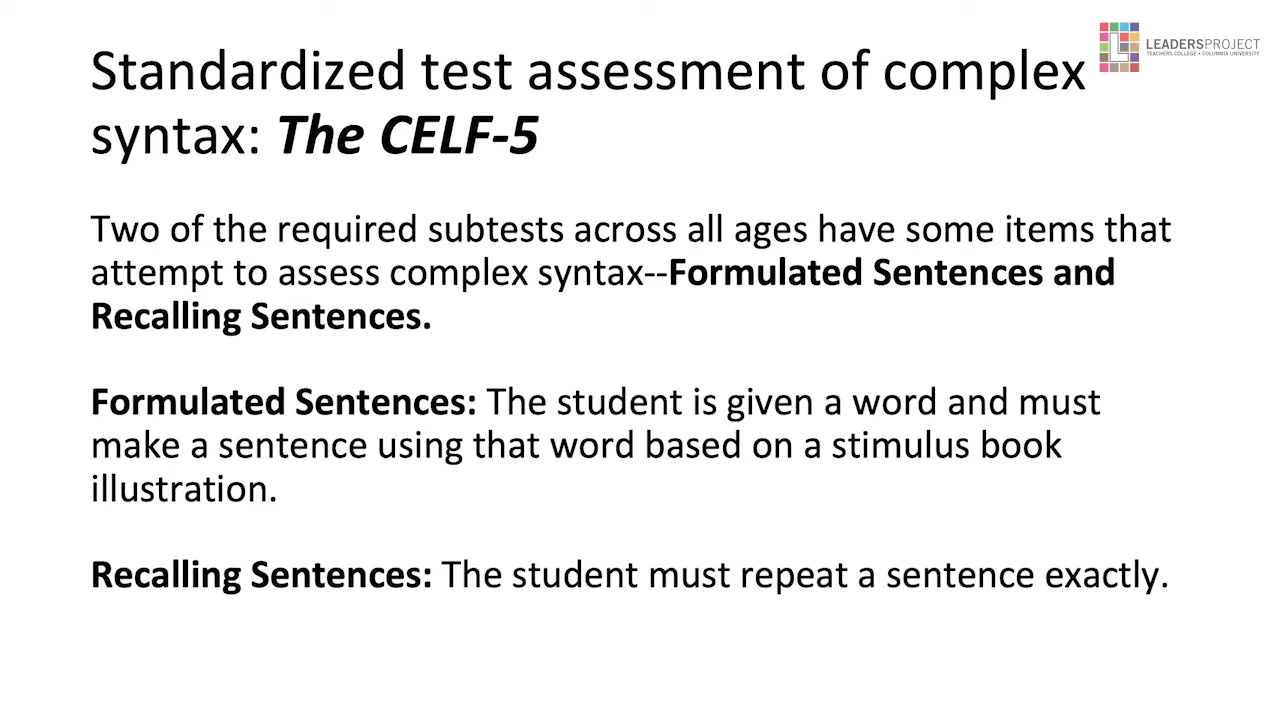 Standardized test assessment of complex
syntax: The CELF-5
LEADERSPROJECT
TEACHERS COLLEGE • COLUMBIA UNIVERSITY
Two of the required subtests across all ages have some items that
attempt to assess complex syntax--Formulated Sentences and
Recalling Sentences.
Formulated Sentences: The student is given a word and must
make a sentence using that word based on a stimulus book
illustration.
Recalling Sentences: The student must repeat a sentence exactly.